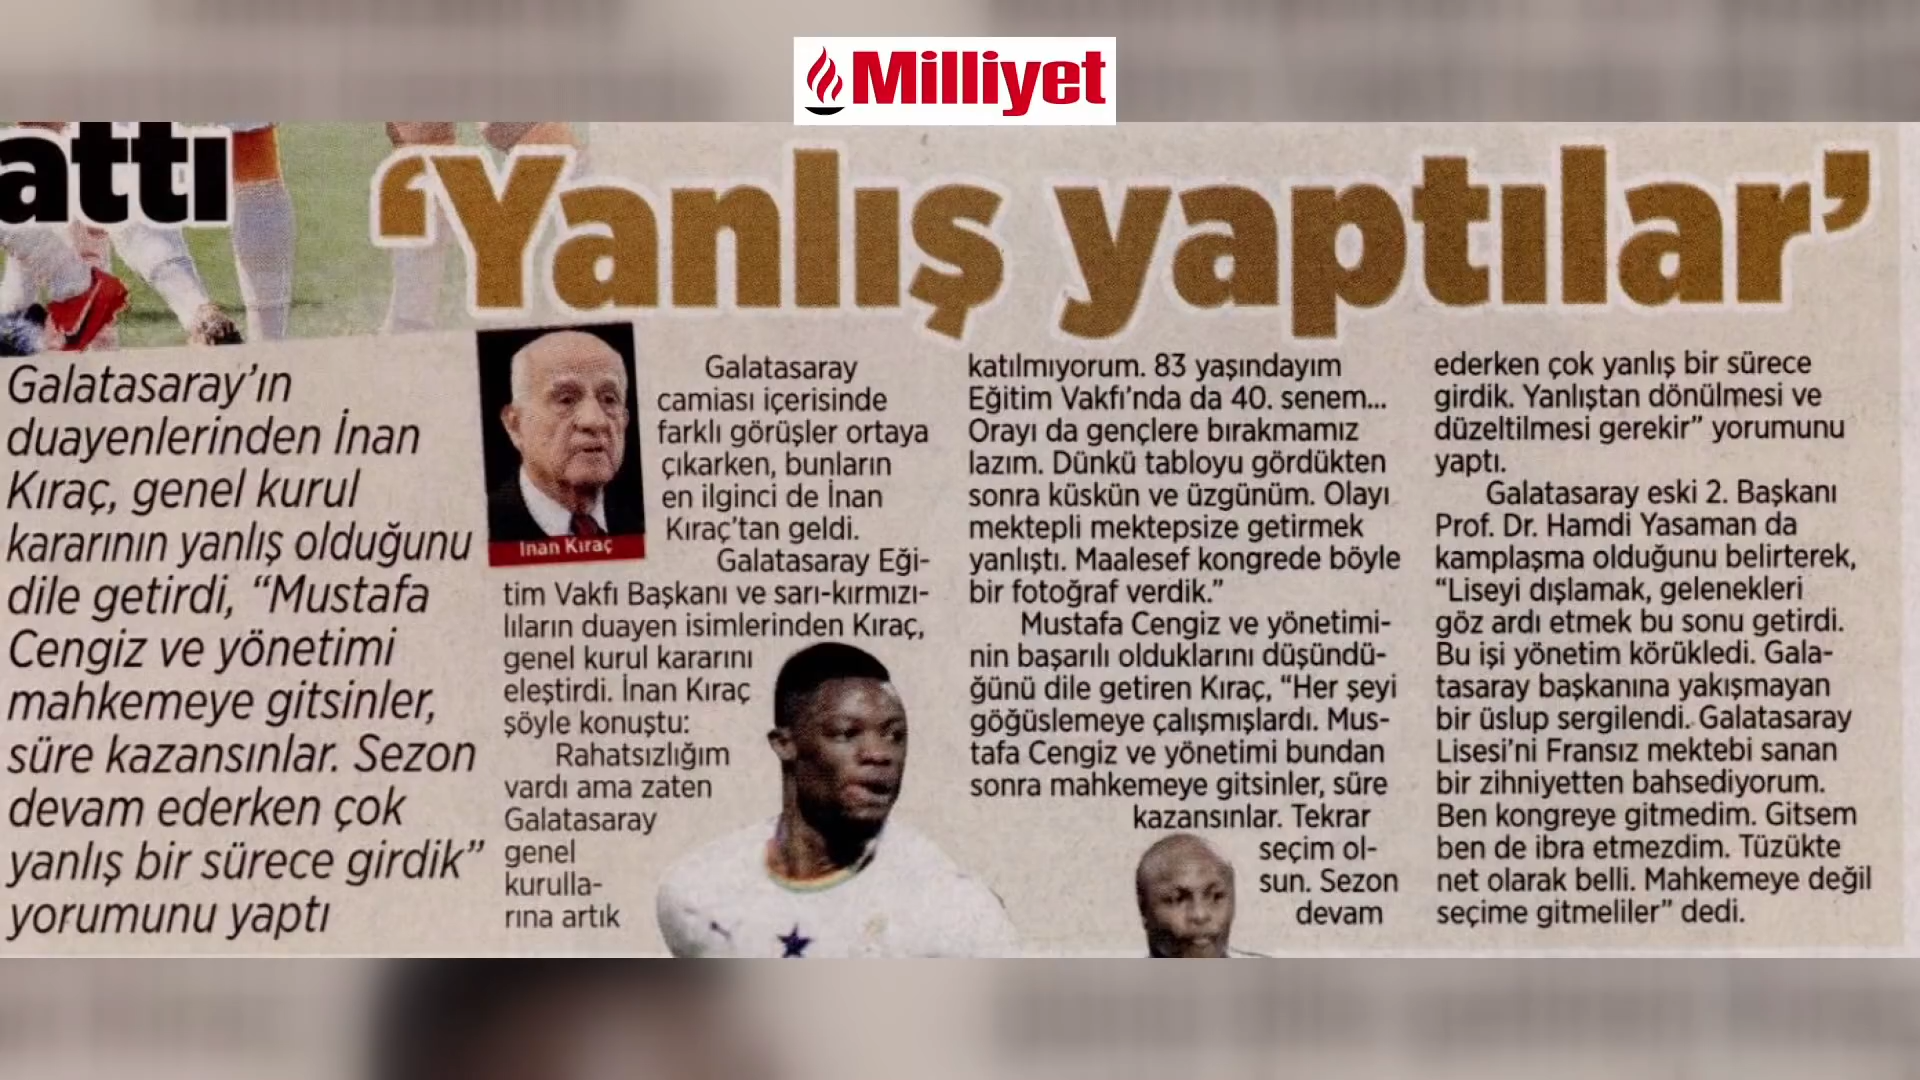 Milliyet
attı
‘Yanlış yaptılar’
Galatasaray’ın
duayenlerinden İnan
Kıraç, genel kurul
kararının yanlış olduğunu
dile getirdi, “Mustafa
Cengiz ve yönetimi
mahkemeye gitsinler,
süre kazansınlar. Sezon
devam ederken çok
yanlış bir sürece girdik”
yorumunu yaptı
İnan Kıraç
Galatasaray
camiası içerisinde
farklı görüşler ortaya
çıkarken, bunların
en ilginci de İnan
Kıraç’tan geldi.
Galatasaray Eği-
tim Vakfı Başkanı ve sarı-kırmızı-
lıların duayen isimlerinden Kıraç,
genel kurul kararını
eleştirdi. İnan Kıraç
şöyle konuştu:
Rahatsızlığım
vardı ama zaten
Galatasaray
genel
kurulla-
rına artık
katılmıyorum. 83 yaşındayım
Eğitim Vakfı’nda da 40. senem...
Orayı da gençlere bırakmamız
lazım. Dünkü tabloyu gördükten
sonra küskün ve üzgünüm. Olayı
mektepli mektepsize getirmek
yanlıştı. Maalesef kongrede böyle
bir fotoğraf verdik.”
Mustafa Cengiz ve yönetimi-
nin başarılı olduklarını düşündü-
ğünü dile getiren Kıraç, “Her şeyi
göğüslemeye çalışmışlardı. Mus-
tafa Cengiz ve yönetimi bundan
sonra mahkemeye gitsinler, süre
kazansınlar. Tekrar
seçim ol-
sun. Sezon
devam
ederken çok yanlış bir sürece
girdik. Yanlıştan dönülmesi ve
düzeltilmesi gerekir” yorumunu
yaptı.
Galatasaray eski 2. Başkanı
Prof. Dr. Hamdi Yasaman da
kamplaşma olduğunu belirterek,
“Liseyi dışlamak, gelenekleri
göz ardı etmek bu sonu getirdi.
Bu işi yönetim körükledi. Gala-
tasaray başkanına yakışmayan
bir üslup sergilendi. Galatasaray
Lisesi’ni Fransız mektebi sanan
bir zihniyetten bahsediyorum.
Ben kongreye gitmedim. Gitsem
ben de ibra etmezdim. Tüzükte
net olarak belli. Mahkemeye değil
seçime gitmeliler” dedi.